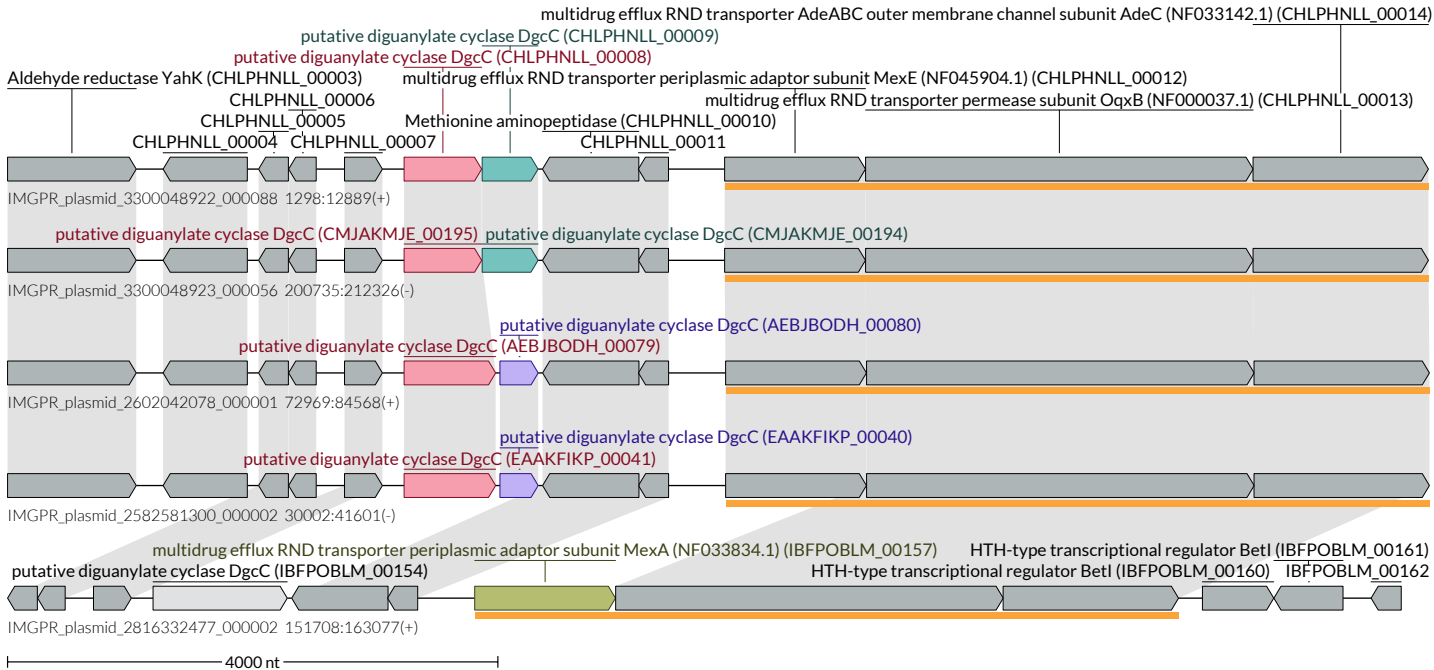 multidrug efflux RND transporter AdeABC outer membrane channel subunit AdeC (NF033142.1) (CHLPHNLL_00014)
putative diguanylate cyclase DgcC (CHLPHNLL_00009)
putative diguanylate cyclase DgcC (CHLPHNLL_00008)
Aldehyde reductase YahK (CHLPHNLL_00003) multidrug efflux RND transporter periplasmic adaptor subunit MexE (NF045904.1) (CHLPHNLL_00012)
CHLPHNLL_00006 multidrug efflux RND transporter permease subunit OqxB (NF000037.1) (CHLPHNLL_00013)
CHLPHNLL_00005 Methionine aminopeptidase (CHLPHNLL_00010)
CHLPHNLL_00004 CHLPHNLL_00007 CHLPHNLL_00011
IMGPR_plasmid_3300048922_000088 1298:12889(+)
putative diguanylate cyclase DgcC (CMJAKMJE_00195) putative diguanylate cyclase DgcC (CMJAKMJE_00194)
IMGPR_plasmid_3300048923_000056 200735:212326(-)
putative diguanylate cyclase DgcC (AEBJBODH_00080)
putative diguanylate cyclase DgcC (AEBJBODH_00079)
IMGPR_plasmid_2602042078_000001 72969:84568(+)
putative diguanylate cyclase DgcC (EAAKFIKP_00040)
putative diguanylate cyclase DgcC (EAAKFIKP_00041)
IMGPR_plasmid_2582581300_000002 30002:41601(-)
multidrug efflux RND transporter periplasmic adaptor subunit MexA (NF033834.1) (IBFPOBLM_00157) HTH-type transcriptional regulator BetI (IBFPOBLM_00161)
putative diguanylate cyclase DgcC (IBFPOBLM_00154) HTH-type transcriptional regulator BetI (IBFPOBLM_00160) IBFPOBLM_00162
IMGPR_plasmid_2816332477_000002 151708:163077(+)
4000 nt